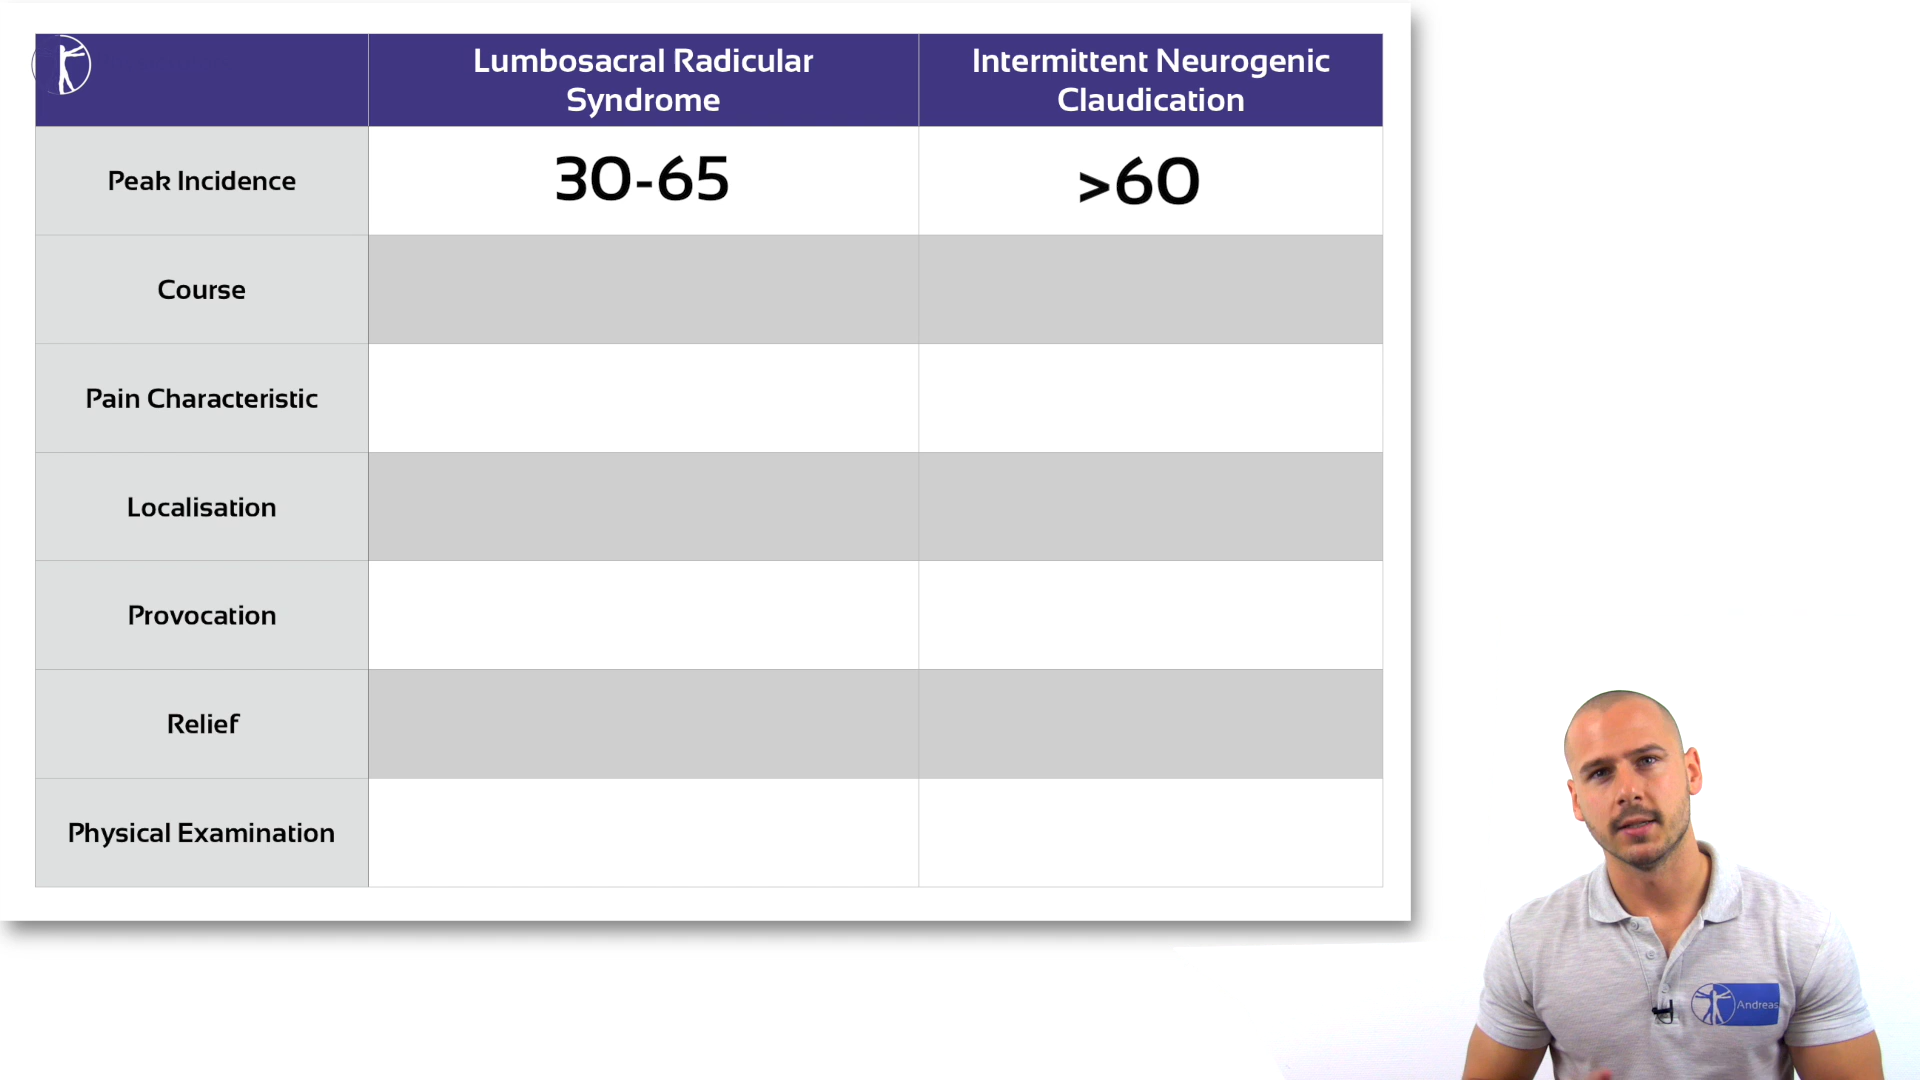 Lumbosacral Radicular
Syndrome
Intermittent Neurogenic
Claudication
Peak Incidence
30-65
>60
Course
Pain Characteristic
Localisation
Provocation
Relief
Physical Examination
Andreas